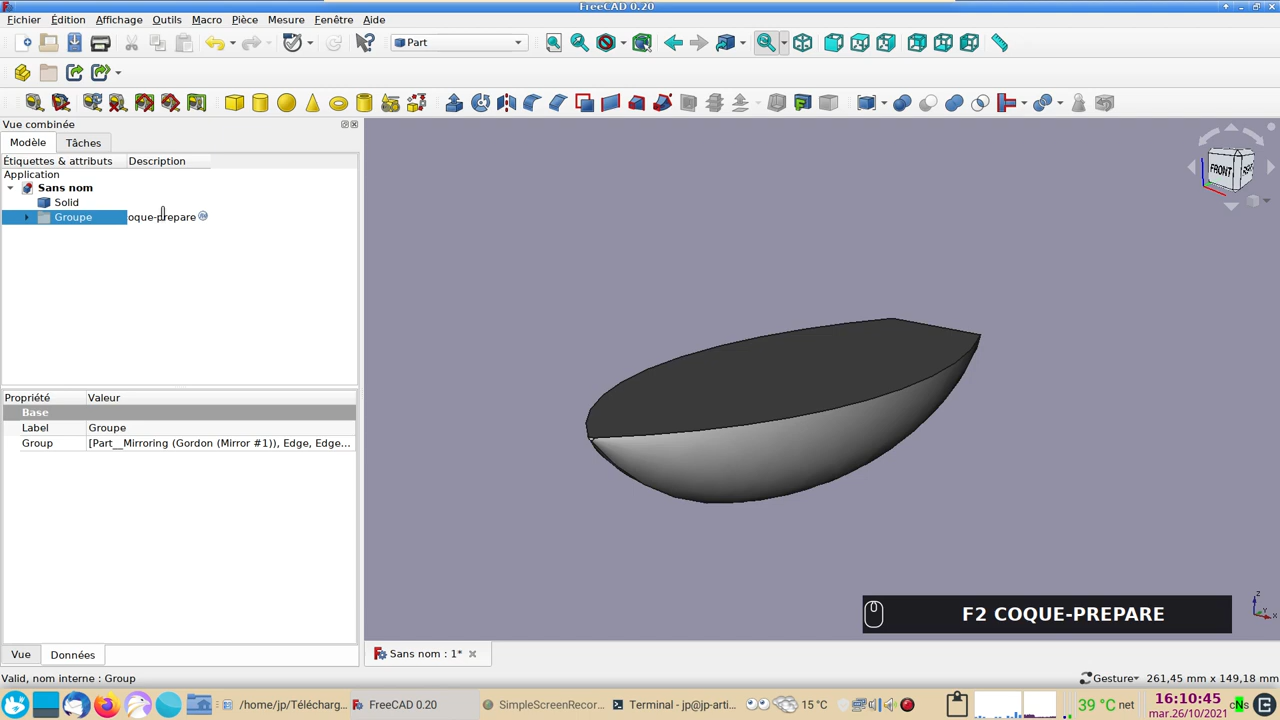 FreeCAD 0.20
Fichier Édition Affichage Outils Macro Pièce Mesure Fenêtre Aide
Part
Vue combinée
Modèle Tâches
Étiquettes & attributs Description
Application
Sans nom
Solid
Groupe oque-prepare
FRONT
Propriété Valeur
Base
Label Groupe
Group [Part__Mirroring (Gordon (Mirror #1)), Edge, Edge...
F2 COQUE-PREPARE
Vue Données
Sans nom : 1*
Valid, nom interne : Group
Gesture 261,45 mm x 149,18 mm
/home/jp/Télécharg...
FreeCAD 0.20
SimpleScreenRecor...
Terminal - jp@jp-arti...
15 °C
39 °C net
16:10:45
mar.26/10/2021
cNs